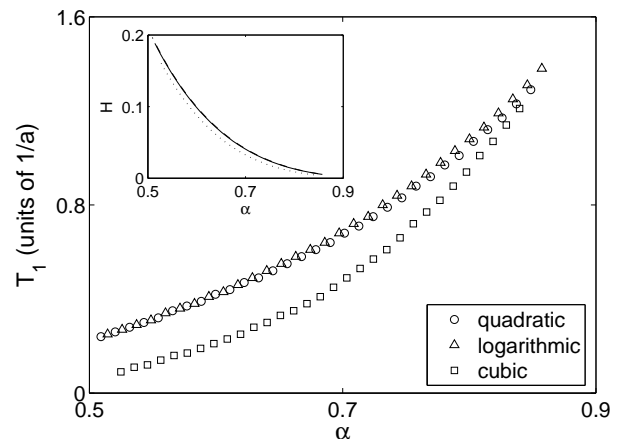 1.6
0.8
0
T₁ (units of 1/a)
0.5
0.7
0.9
α
0.2
0.1
0
H
0.5
0.7
0.9
α
quadratic
logarithmic
cubic